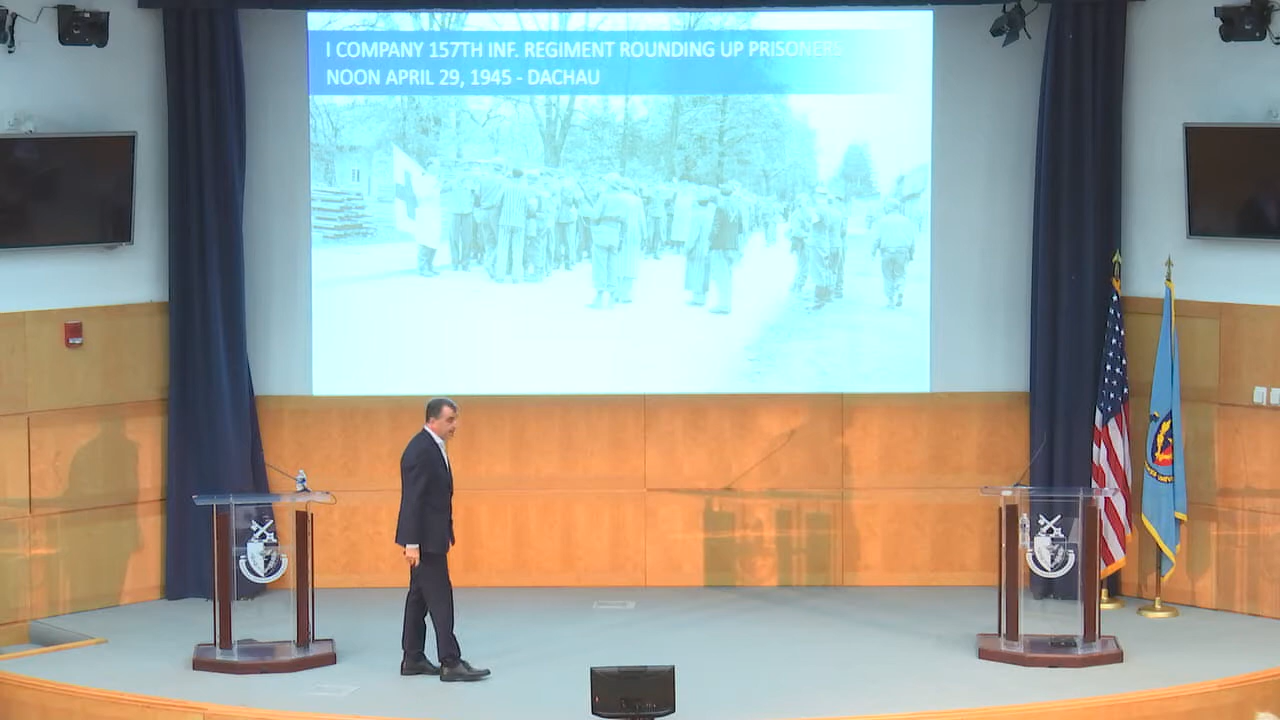 I COMPANY 157TH INF. REGIMENT ROUNDING UP PRISONERS
NOON APRIL 29, 1945 - DACHAU